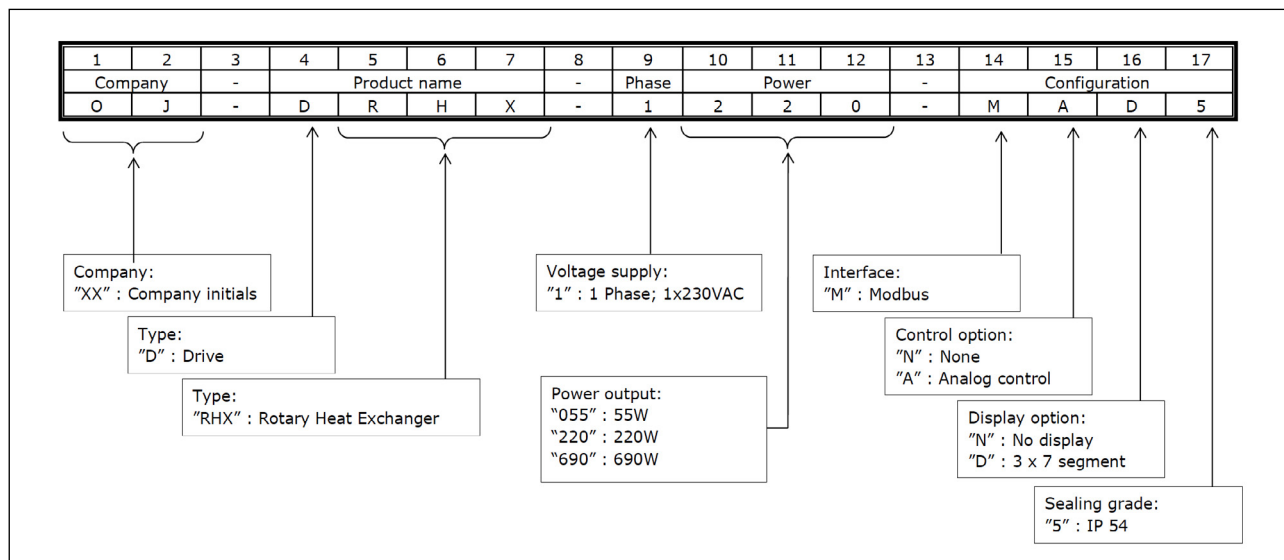 1 2 3 4 5 6 7 8 9 10 11 12 13 14 15 16 17
Company - Product name - Phase Power - Configuration
O J - D R H X - 1 2 2 0 - M A D 5
Company:
"XX" : Company initials
Type:
"D" : Drive
Type:
"RHX" : Rotary Heat Exchanger
Voltage supply:
"1" : 1 Phase; 1x230VAC
Power output:
"055" : 55W
"220" : 220W
"690" : 690W
Interface:
"M" : Modbus
Control option:
"N" : None
"A" : Analog control
Display option:
"N" : No display
"D" : 3 x 7 segment
Sealing grade:
"5" : IP 54